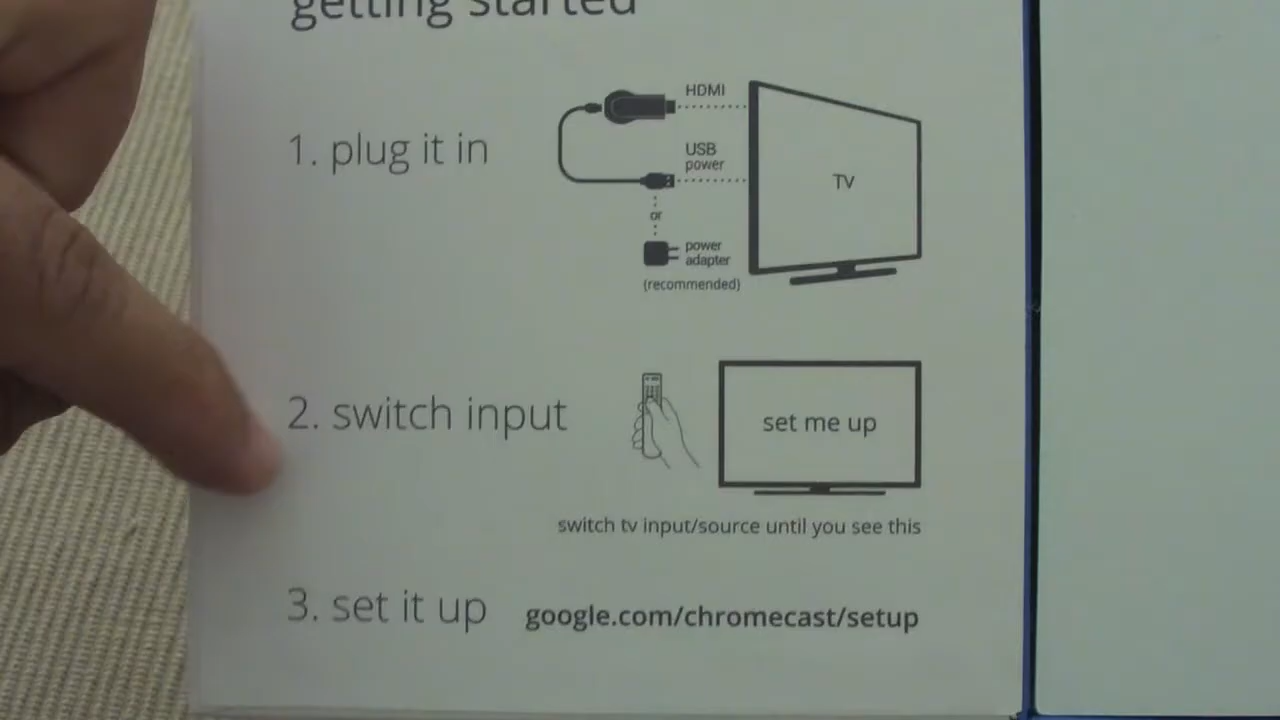 getting started
1. plug it in
HDMI
USB
power
TV
or
power
adapter
(recommended)
2. switch input
set me up
switch tv input/source until you see this
3. set it up
google.com/chromecast/setup